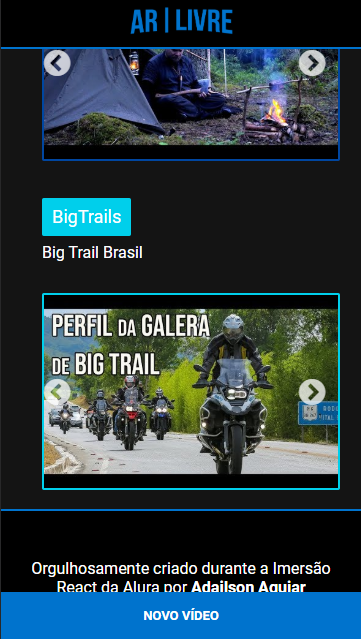 AR | LIVRE
BigTrails
Big Trail Brasil
PERFIL DA GALERA
DE BIG TRAIL
Orgulhosamente criado durante a Imersão
React da Alura por Adailson Aguiar
NOVO VÍDEO